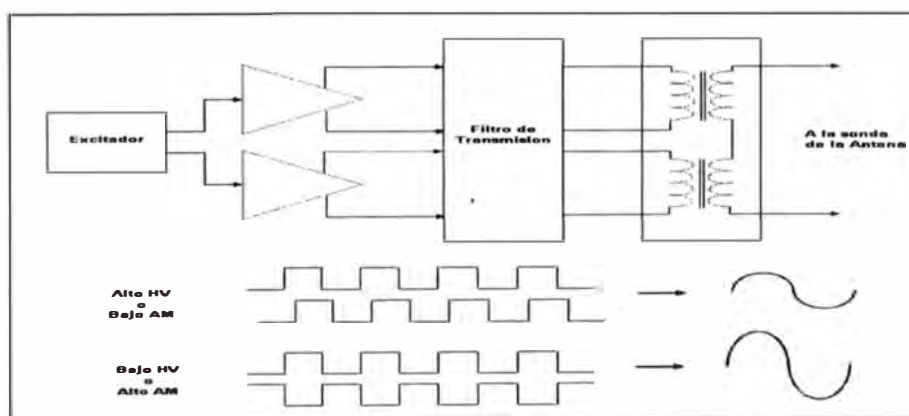 Excitador
Filtro de
Transmision
A la sonda
de la Antena
Alto HV
o
Bajo AM
Bajo HV
o
Alto AM